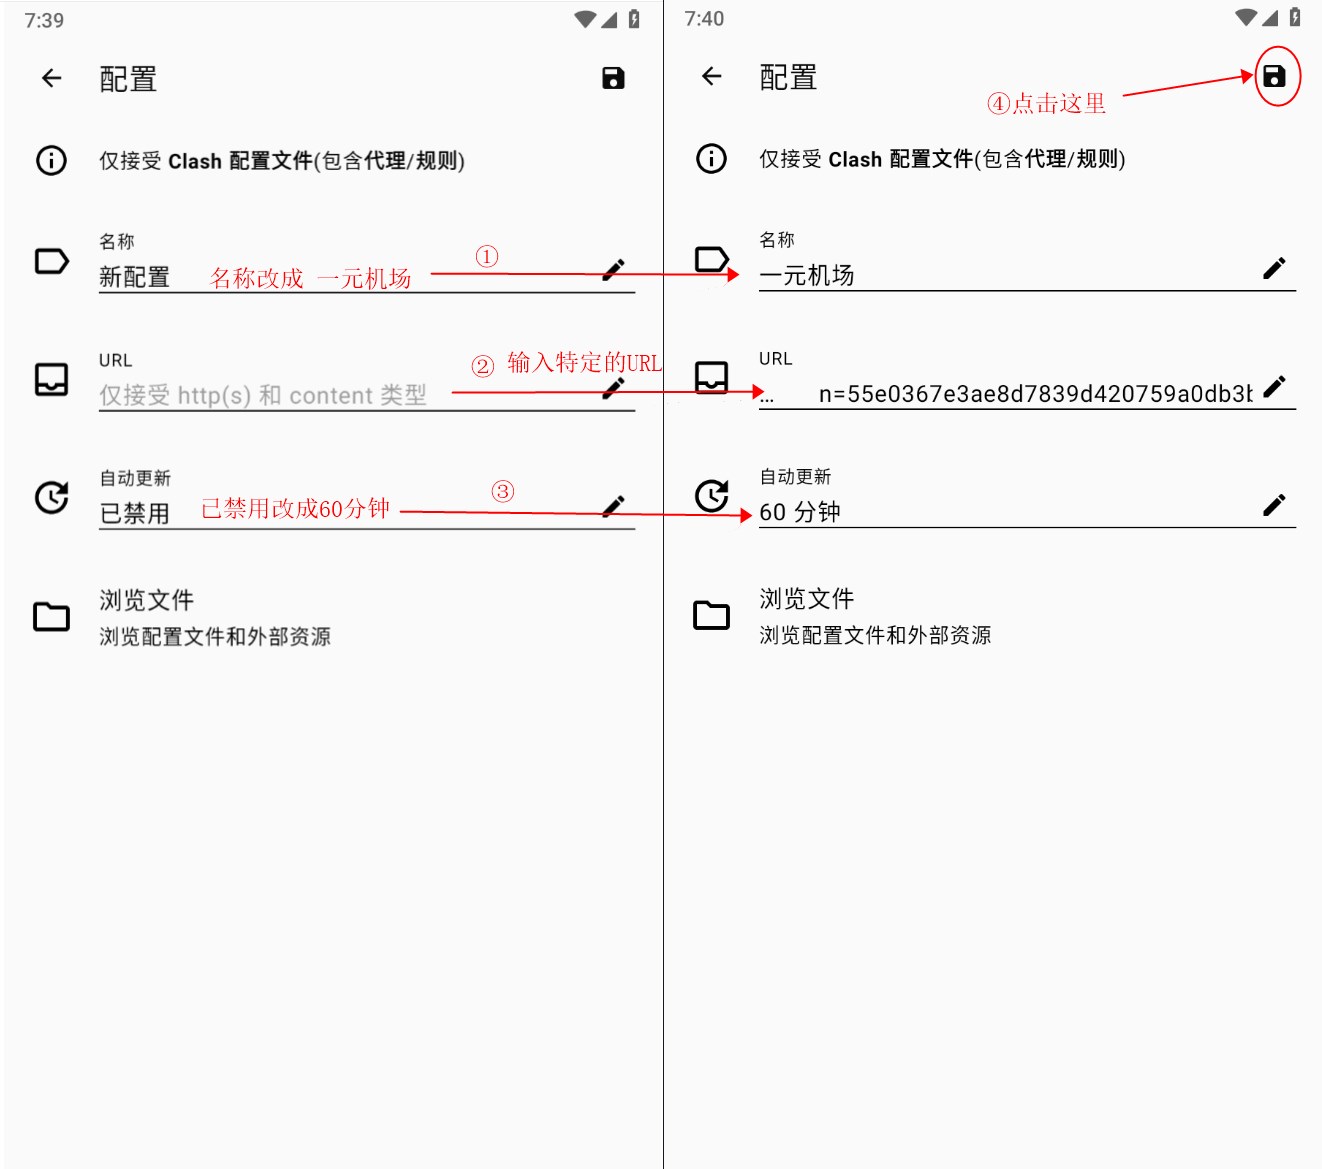 7:39
配置
仅接受 Clash 配置文件(包含代理/规则)
名称
新配置 名称改成 一元机场 ①
URL
② 输入特定的URL
仅接受 http(s) 和 content 类型
自动更新
已禁用 已禁用改成60分钟 ③
浏览文件
浏览配置文件和外部资源
7:40
配置
④点击这里
仅接受 Clash 配置文件(包含代理/规则)
名称
一元机场
URL
... n=55e0367e3ae8d7839d420759a0db3b
自动更新
60 分钟
浏览文件
浏览配置文件和外部资源